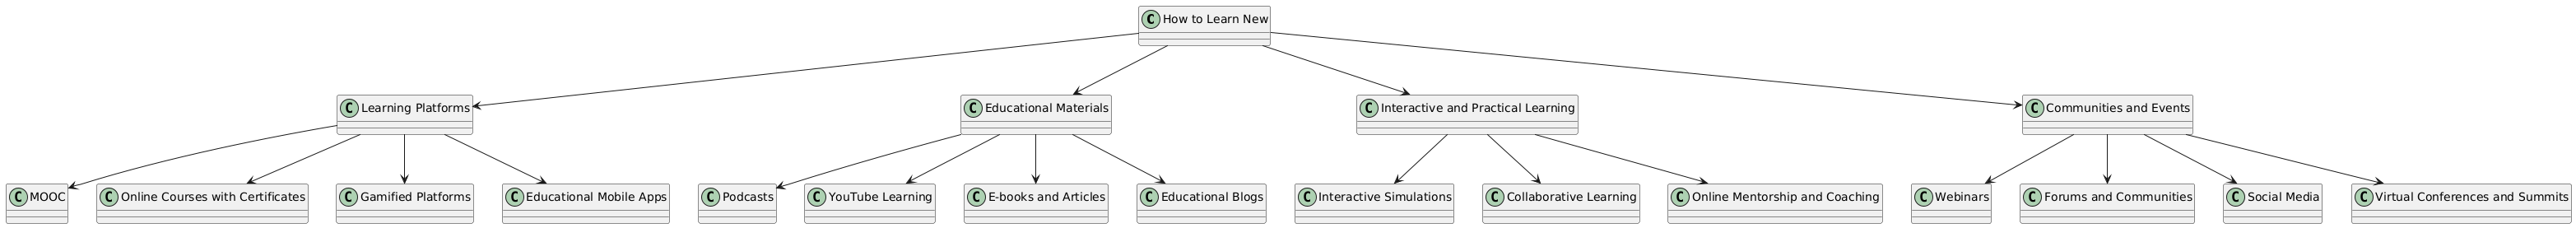 C How to Learn New
C Learning Platforms
C Educational Materials
C Interactive and Practical Learning
C Communities and Events
C MOOC
C Online Courses with Certificates
C Gamified Platforms
C Educational Mobile Apps
C Podcasts
C YouTube Learning
C E-books and Articles
C Educational Blogs
C Interactive Simulations
C Collaborative Learning
C Online Mentorship and Coaching
C Webinars
C Forums and Communities
C Social Media
C Virtual Conferences and Summits